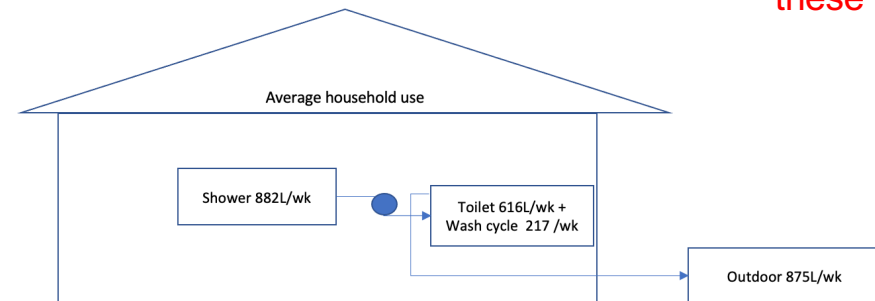 these
Average household use
Shower 882L/wk
Toilet 616L/wk +
Wash cycle  217 /wk
Outdoor 875L/wk